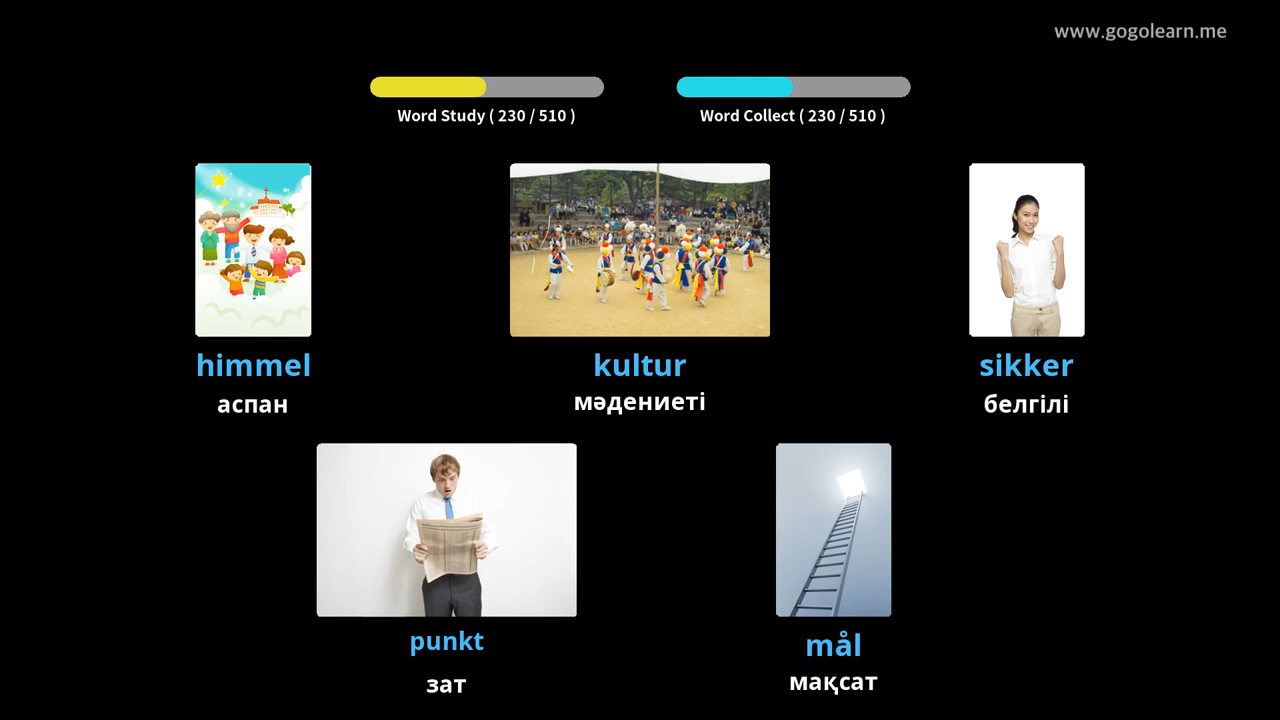 www.gogolearn.me
Word Study ( 230 / 510 )
Word Collect ( 230 / 510 )
himmel
аспан
kultur
мәдениеті
sikker
белгілі
punkt
зат
mål
мақсат